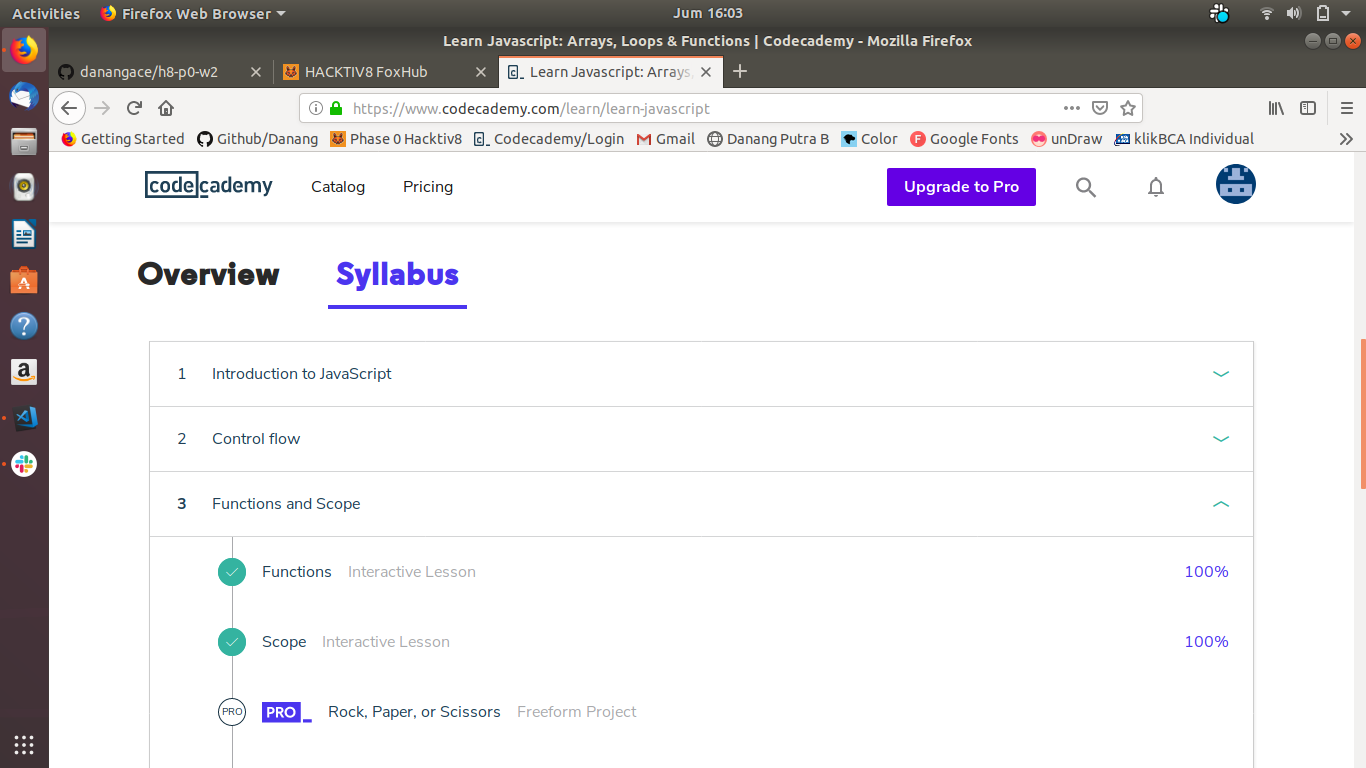 Activities Firefox Web Browser Jum 16:03
Learn Javascript: Arrays, Loops & Functions | Codecademy - Mozilla Firefox
danangace/h8-p0-w2 HACKTIV8 FoxHub Learn Javascript: Arrays,
https://www.codecademy.com/learn/learn-javascript
Getting Started Github/Danang Phase 0 Hacktiv8 Codecademy/Login Gmail Danang Putra B Color Google Fonts unDraw klikBCA Individual
codecademy Catalog Pricing Upgrade to Pro
Overview Syllabus
1 Introduction to JavaScript
2 Control flow
3 Functions and Scope
Functions Interactive Lesson 100%
Scope Interactive Lesson 100%
PRO PRO_ Rock, Paper, or Scissors Freeform Project